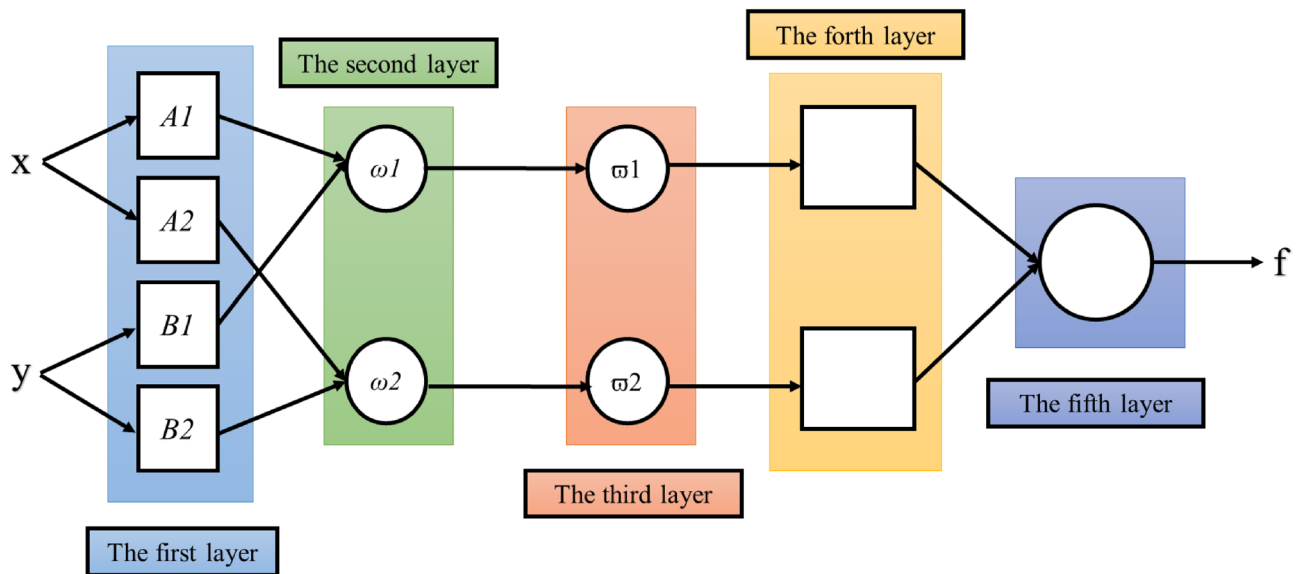 The forth layer
The second layer
A1
x
ω1
ϖ1
A2
f
B1
y
ω2
ϖ2
B2
The fifth layer
The third layer
The first layer